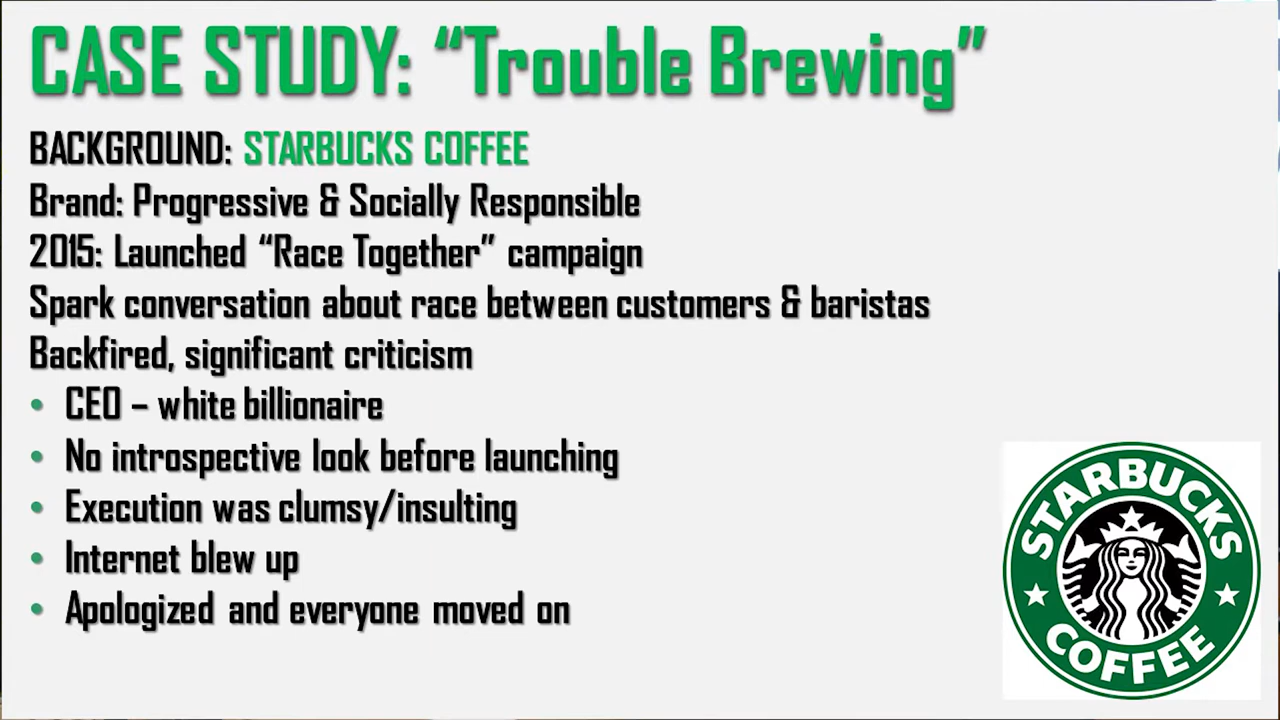 CASE STUDY: “Trouble Brewing”
BACKGROUND: STARBUCKS COFFEE
Brand: Progressive & Socially Responsible
2015: Launched “Race Together” campaign
Spark conversation about race between customers & baristas
Backfired, significant criticism
• CEO – white billionaire
• No introspective look before launching
• Execution was clumsy/insulting
• Internet blew up
• Apologized and everyone moved on
STARBUCKS
COFFEE